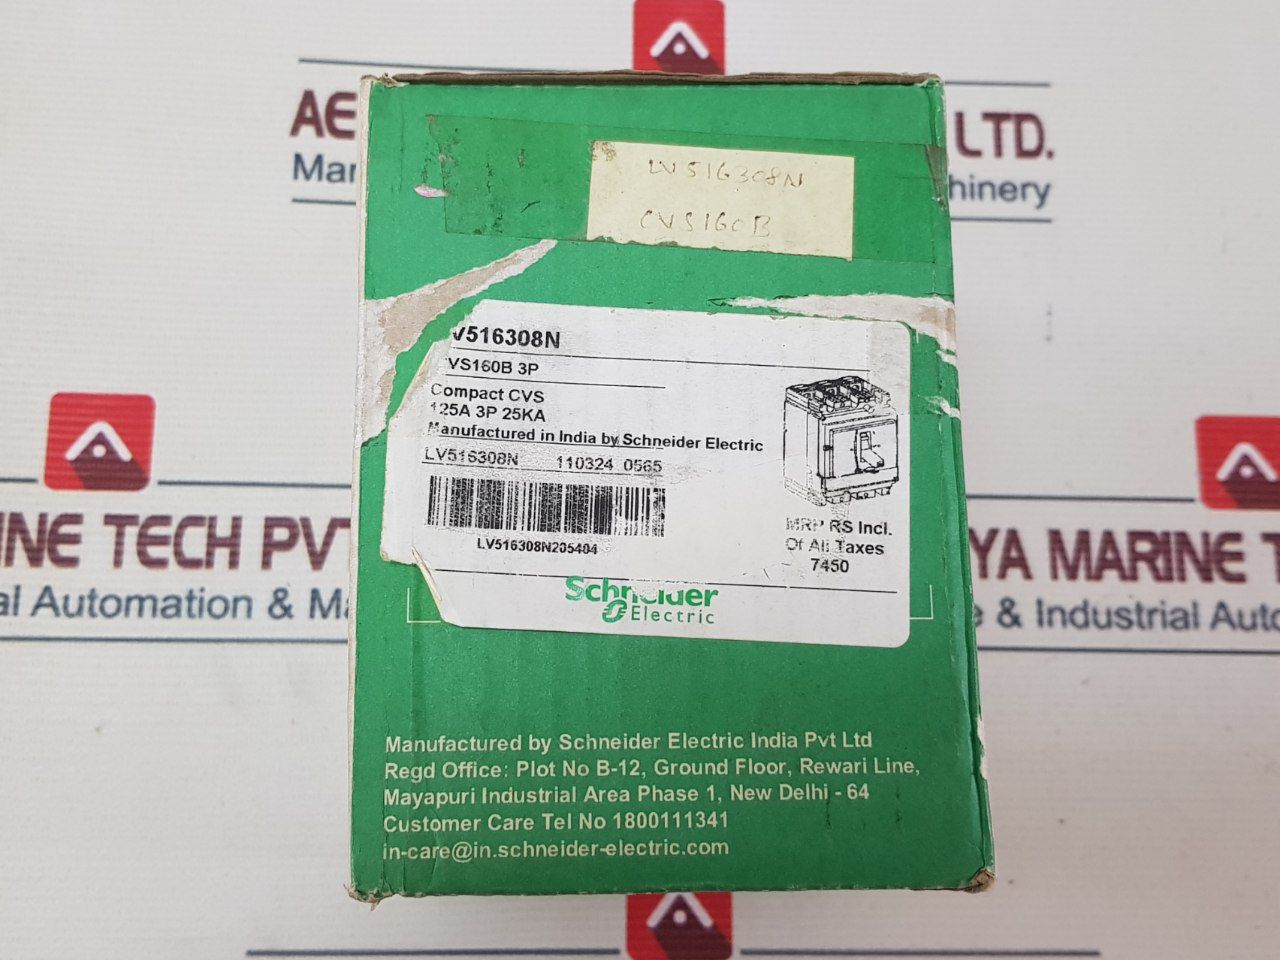 AE
LTD.
Mar
hinery
LV516308N
CVS160B
V516308N
VS160B 3P
Compact CVS
125A 3P 25KA
Manufactured in India by Schneider Electric
LV516308N 110324 0565
LV516308N205404
MRP RS Incl.
Of All Taxes
7450
Schneider
Electric
INE TECH PVT
al Automation & Ma
YA MARINE T
& Industrial Auto
Manufactured by Schneider Electric India Pvt Ltd
Regd Office: Plot No B-12, Ground Floor, Rewari Line,
Mayapuri Industrial Area Phase 1, New Delhi - 64
Customer Care Tel No 1800111341
in-care@in.schneider-electric.com